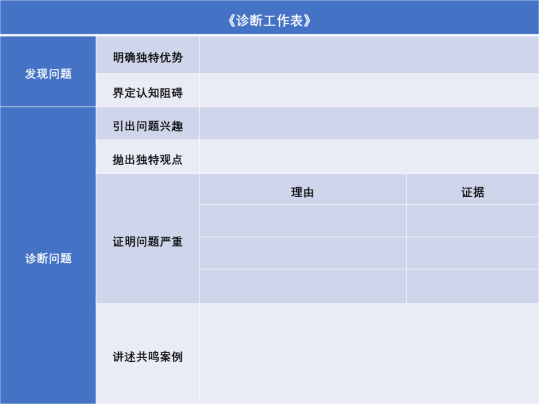 《诊断工作表》
发现问题
明确独特优势
界定认知阻碍
诊断问题
引出问题兴趣
抛出独特观点
证明问题严重
理由
证据
讲述共鸣案例